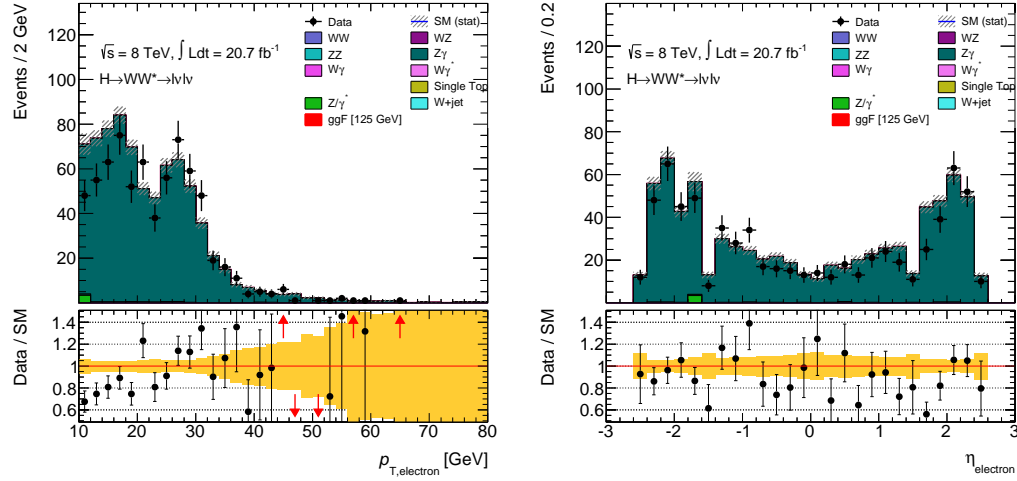 Events / 2 GeV
120
100
80
60
40
20
√s = 8 TeV, ∫ Ldt = 20.7 fb⁻¹
H→WW*→lνlν
Data
SM (stat)
WW
WZ
ZZ
Zγ
Wγ
Wγ*
Single Top
Z/γ*
W+jet
ggF [125 GeV]
Data / SM
1.4
1.2
1
0.8
0.6
10 20 30 40 50 60 70 80
p T,electron [GeV]
Events / 0.2
120
100
80
60
40
20
0
√s = 8 TeV, ∫ Ldt = 20.7 fb⁻¹
H→WW*→lνlν
Data
SM (stat)
WW
WZ
ZZ
Zγ
Wγ
Wγ*
Single Top
Z/γ*
W+jet
ggF [125 GeV]
Data / SM
1.4
1.2
1
0.8
0.6
-3 -2 -1 0 1 2 3
η electron